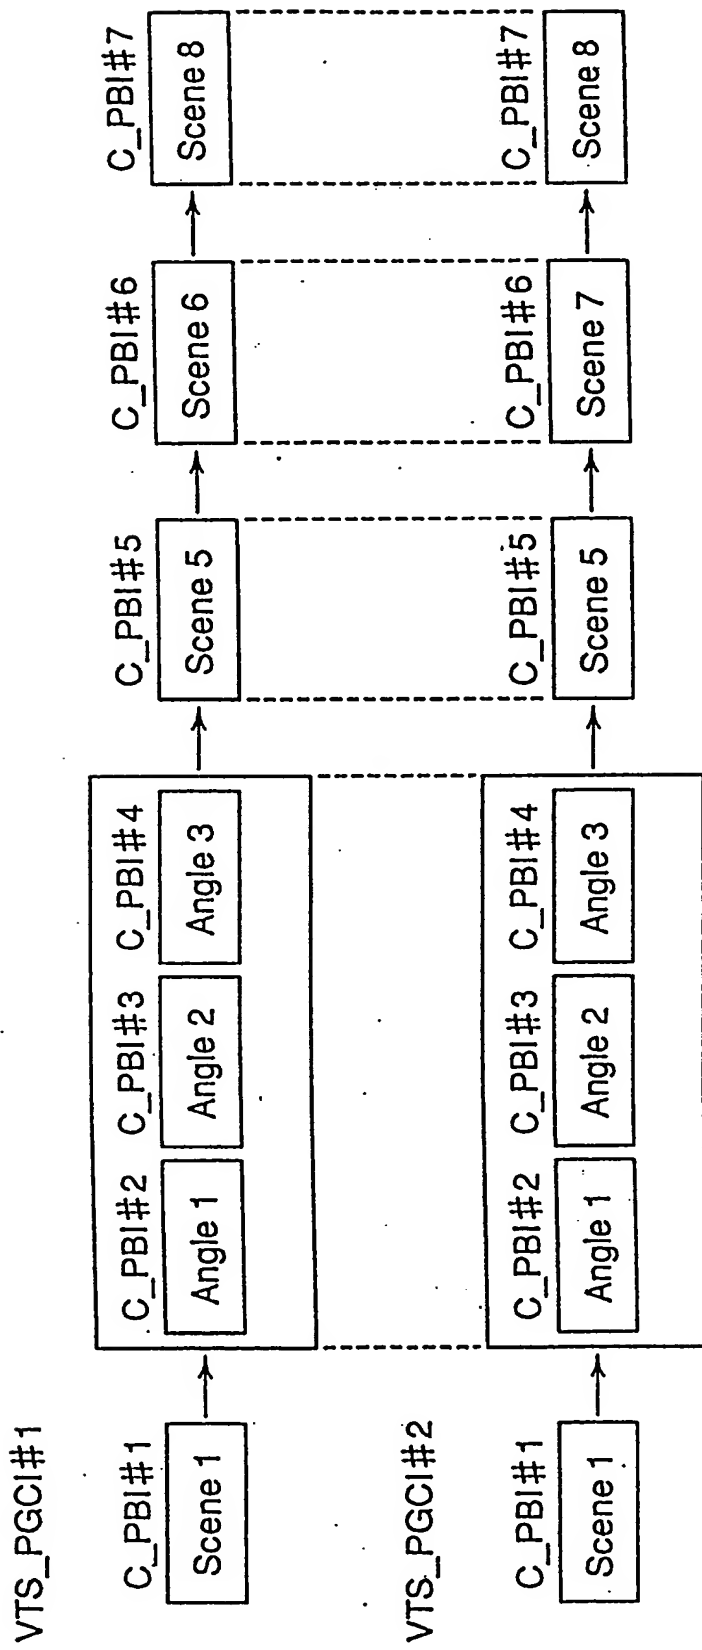 VTS_PGCI#1
C_PBI#1
Scene 1
C_PBI#2
Angle 1
C_PBI#3
Angle 2
C_PBI#4
Angle 3
C_PBI#5
Scene 5
C_PBI#6
Scene 6
C_PBI#7
Scene 8
VTS_PGCI#2
C_PBI#1
Scene 1
C_PBI#2
Angle 1
C_PBI#3
Angle 2
C_PBI#4
Angle 3
C_PBI#5
Scene 5
C_PBI#6
Scene 7
C_PBI#7
Scene 8